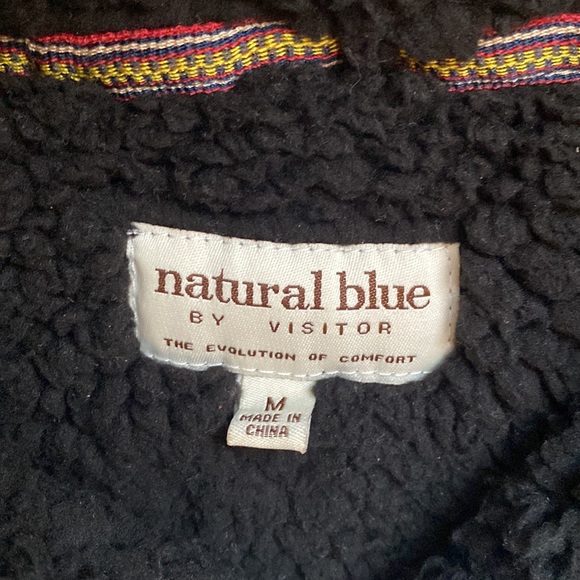 natural blue
BY VISITOR
THE EVOLUTION OF COMFORT
M
MADE IN
CHINA